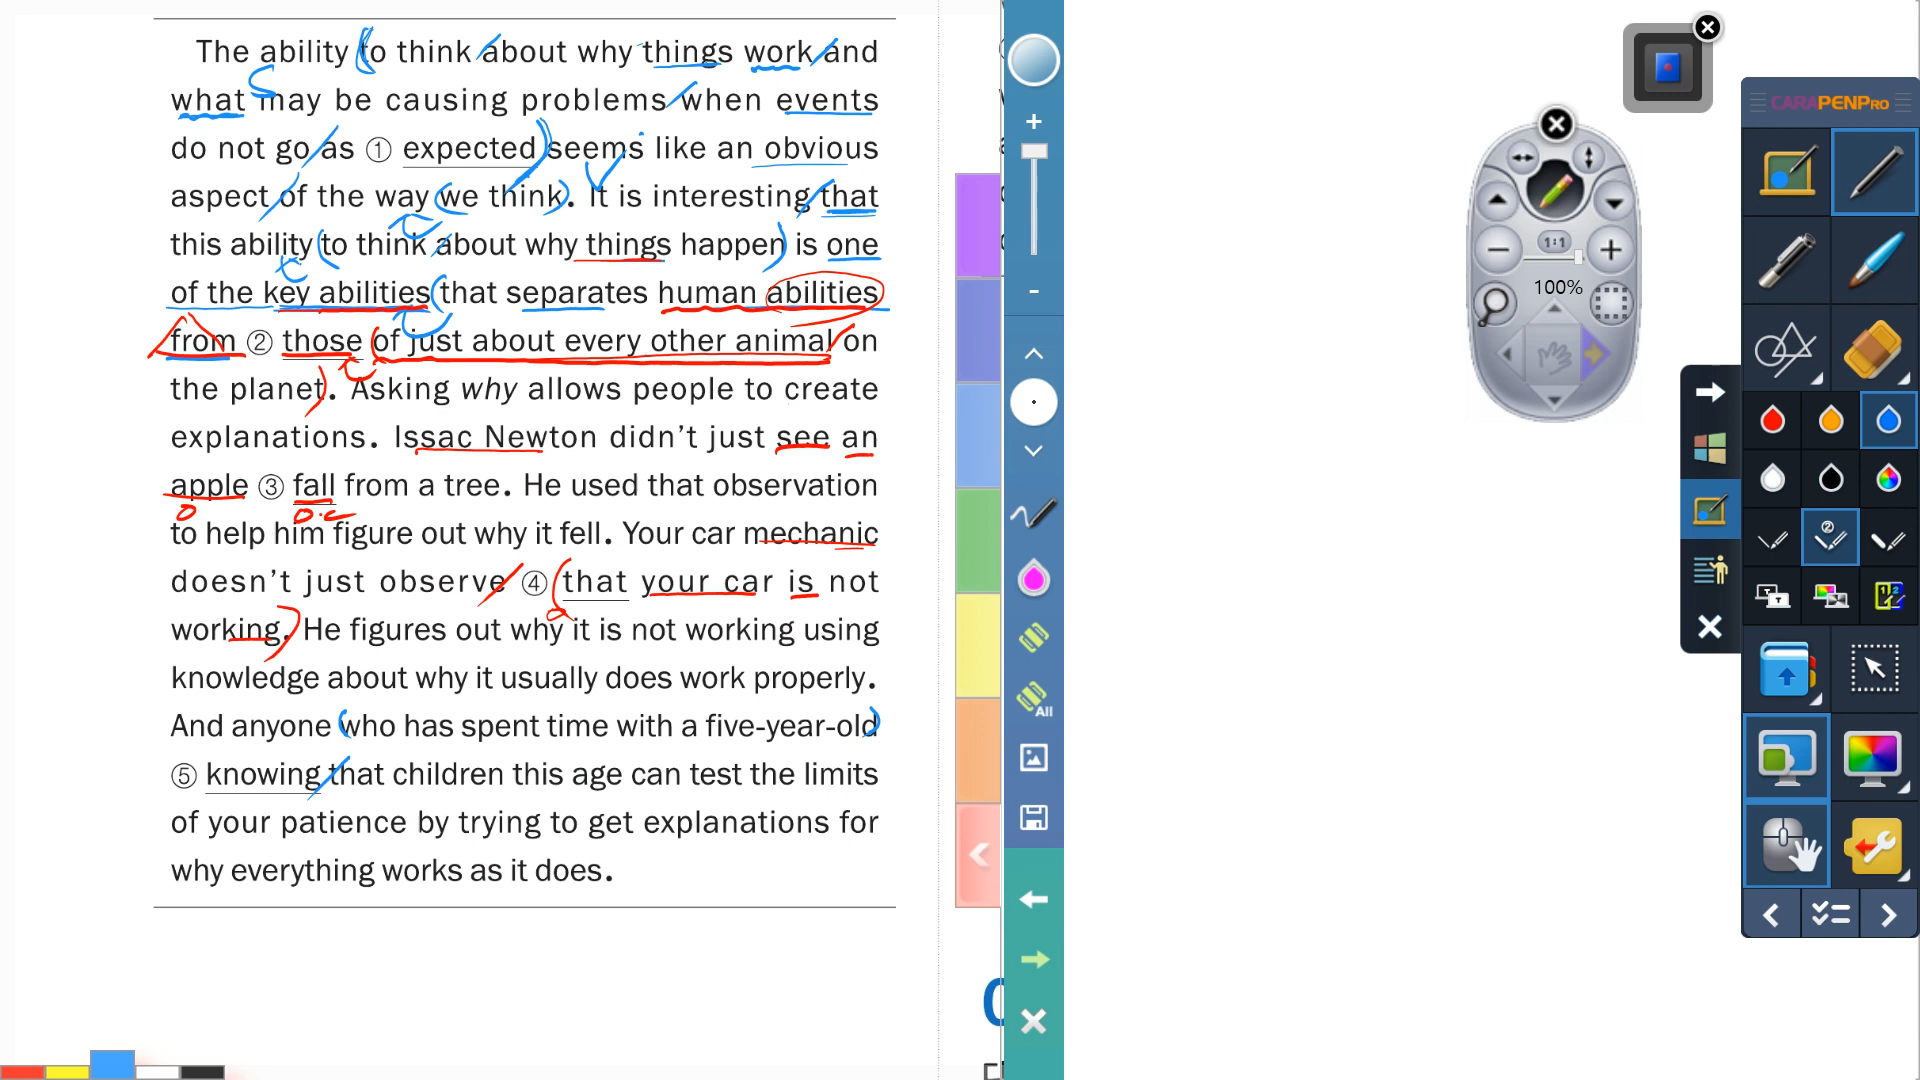 The ability to think about why things work and
what may be causing problems when events
do not go as ① expected seems like an obvious
aspect of the way we think. It is interesting that
this ability to think about why things happen is one
of the key abilities that separates human abilities
from ② those of just about every other animal on
the planet. Asking why allows people to create
explanations. Issac Newton didn't just see an
apple ③ fall from a tree. He used that observation
to help him figure out why it fell. Your car mechanic
doesn't just observe ④ that your car is not
working. He figures out why it is not working using
knowledge about why it usually does work properly.
And anyone who has spent time with a five-year-old
⑤ knowing that children this age can test the limits
of your patience by trying to get explanations for
why everything works as it does.
S
O
O.C
+
-
All
1:1
100%
CARAPENPRO
②